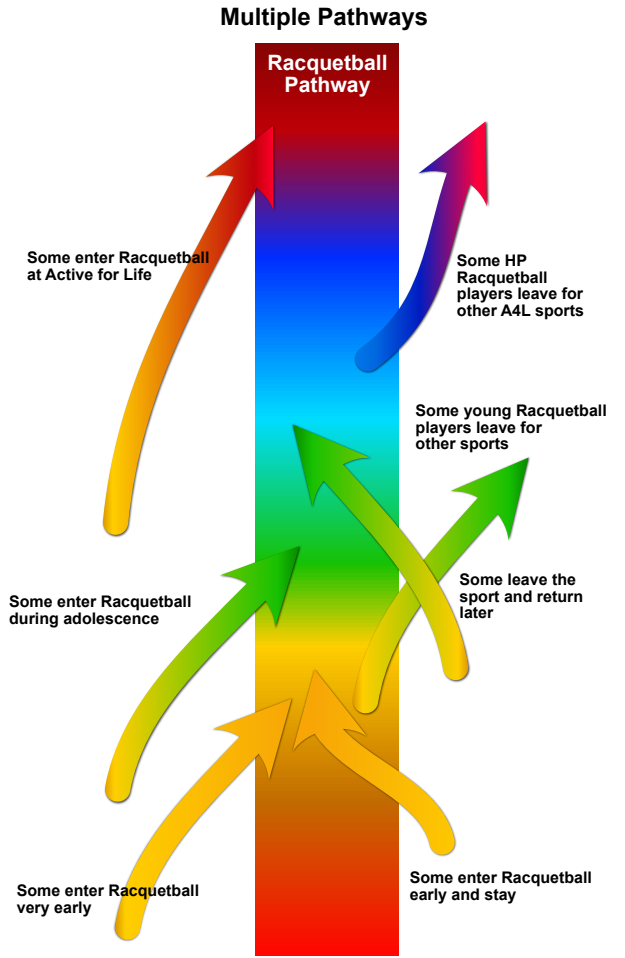 Multiple Pathways
Racquetball
Pathway
Some enter Racquetball
at Active for Life
Some HP
Racquetball
players leave for
other A4L sports
Some young Racquetball
players leave for
other sports
Some enter Racquetball
during adolescence
Some leave the
sport and return
later
Some enter Racquetball
very early
Some enter Racquetball
early and stay